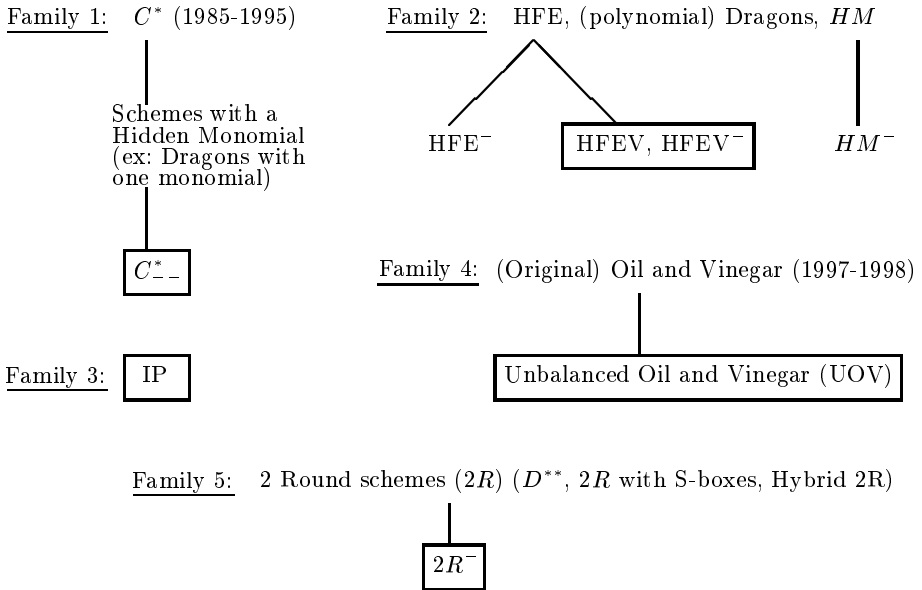 Family 1: C* (1985-1995)
Family 2: HFE, (polynomial) Dragons, HM
Schemes with a
Hidden Monomial
(ex: Dragons with
one monomial)
HFE⁻
HFEV, HFEV⁻
HM⁻
C*₋₋
Family 4: (Original) Oil and Vinegar (1997-1998)
Family 3: IP
Unbalanced Oil and Vinegar (UOV)
Family 5: 2 Round schemes (2R) (D**, 2R with S-boxes, Hybrid 2R)
2R⁻